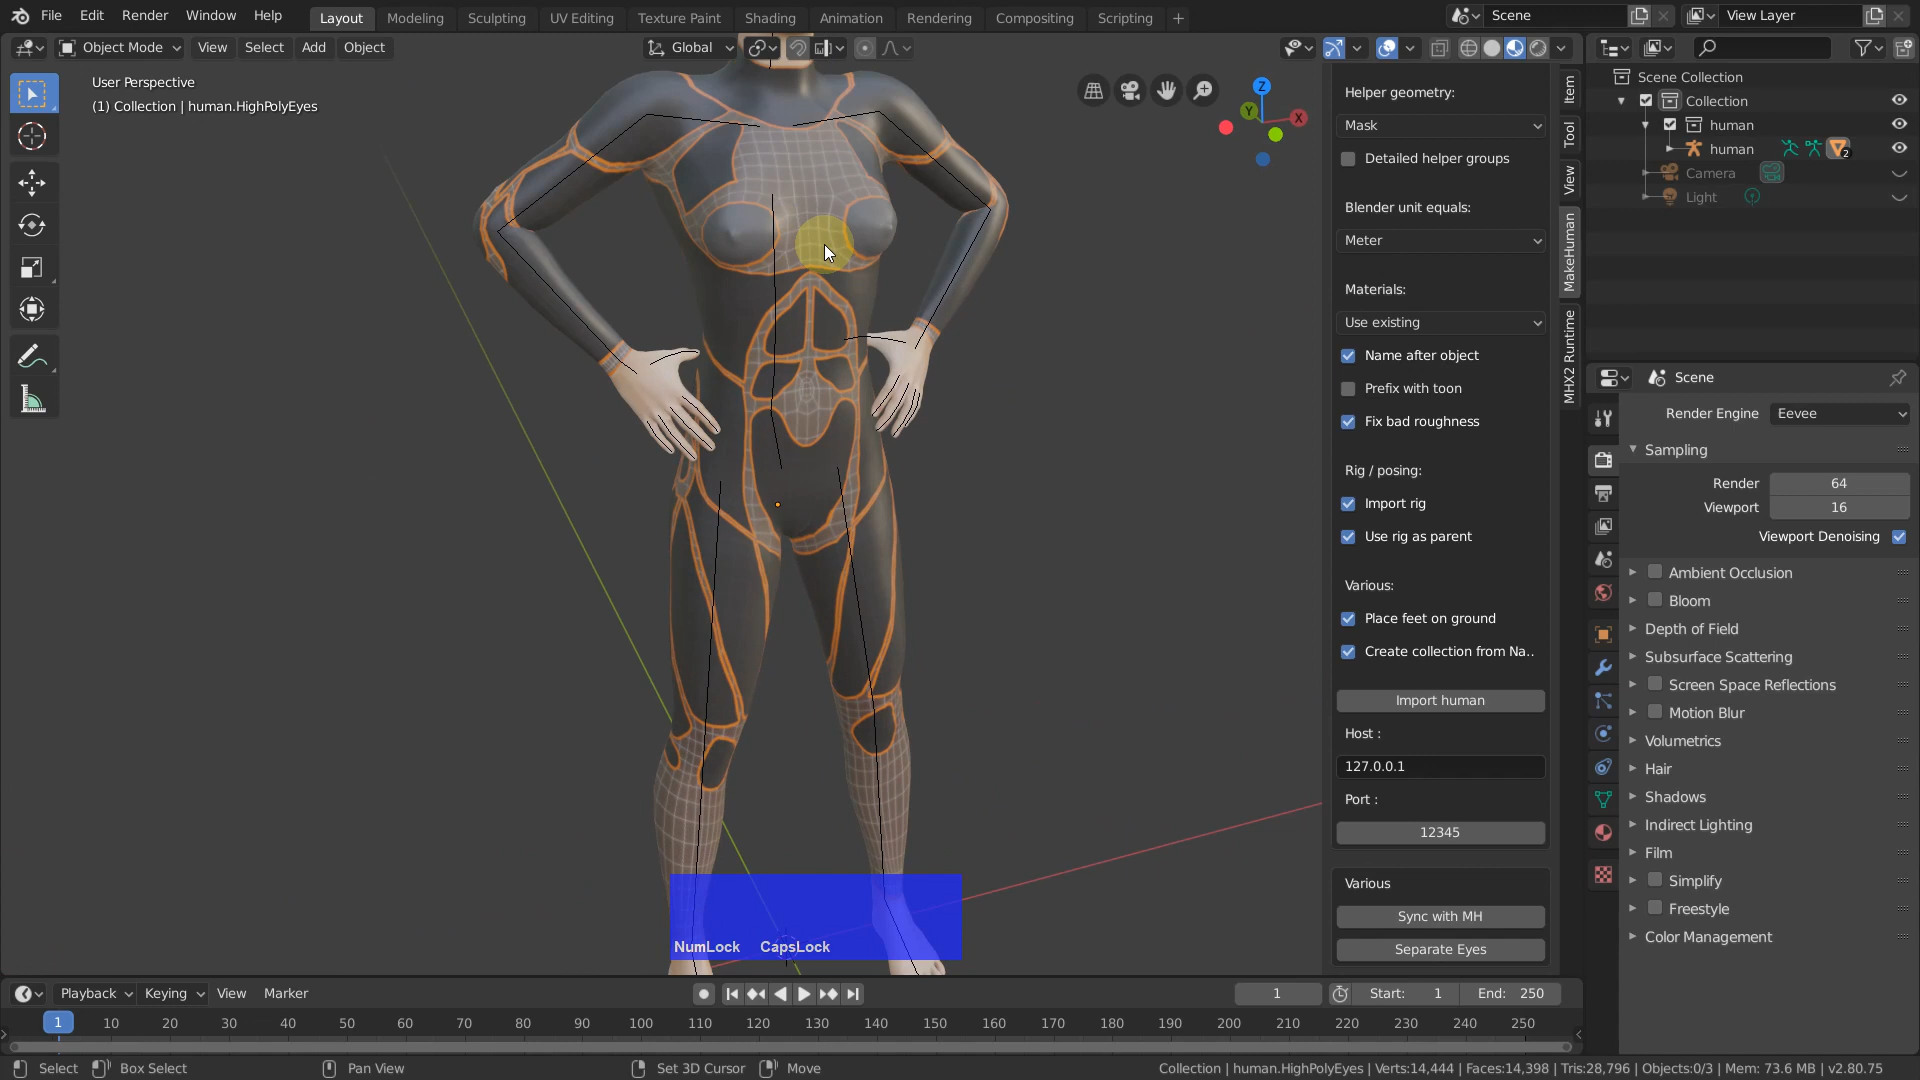 File Edit Render Window Help
Layout Modeling Sculpting UV Editing Texture Paint Shading Animation Rendering Compositing Scripting +
Scene
View Layer
Object Mode View Select Add Object
Global
User Perspective
(1) Collection | human.HighPolyEyes
Z
Y
X
Helper geometry:
Mask
Detailed helper groups
Blender unit equals:
Meter
Materials:
Use existing
Name after object
Prefix with toon
Fix bad roughness
Rig / posing:
Import rig
Use rig as parent
Various:
Place feet on ground
Create collection from Na..
Import human
Host :
127.0.0.1
Port :
12345
Various
Sync with MH
Separate Eyes
Item
Tool
View
MakeHuman
MHX2 Runtime
Scene Collection
Collection
human
human
2
Camera
Light
Scene
Render Engine Eevee
Sampling
Render 64
Viewport 16
Viewport Denoising
Ambient Occlusion
Bloom
Depth of Field
Subsurface Scattering
Screen Space Reflections
Motion Blur
Volumetrics
Hair
Shadows
Indirect Lighting
Film
Simplify
Freestyle
Color Management
NumLock CapsLock
Playback Keying View Marker
1
Start: 1
End: 250
1 10 20 30 40 50 60 70 80 90 100 110 120 130 140 150 160 170 180 190 200 210 220 230 240 250
Select Box Select Pan View Set 3D Cursor Move
Collection | human.HighPolyEyes | Verts:14,444 | Faces:14,398 | Tris:28,796 | Objects:0/3 | Mem: 73.6 MB | v2.80.75